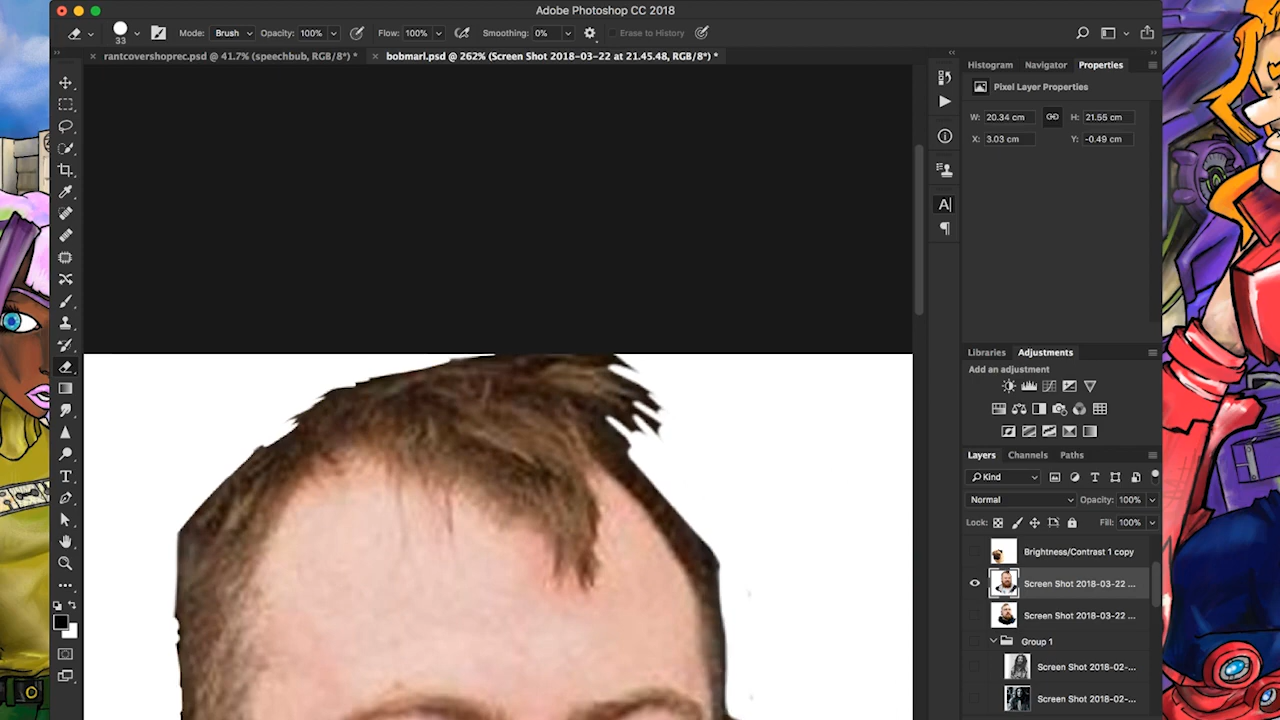 Adobe Photoshop CC 2018
33 Mode: Brush Opacity: 100% Flow: 100% Smoothing: 0% Erase to History
rantcovershoprec.psd @ 41.7% (speechbub, RGB/8*) *
bobmarl.psd @ 262% (Screen Shot 2018-03-22 at 21.45.48, RGB/8*) *
Histogram Navigator Properties
Pixel Layer Properties
W: 20.34 cm H: 21.55 cm
X: 3.03 cm Y: -0.49 cm
Libraries Adjustments
Add an adjustment
Layers Channels Paths
Kind
Normal Opacity: 100%
Lock: Fill: 100%
Brightness/Contrast 1 copy
Screen Shot 2018-03-22 ...
Screen Shot 2018-03-22 ...
Group 1
Screen Shot 2018-02-...
Screen Shot 2018-02-...